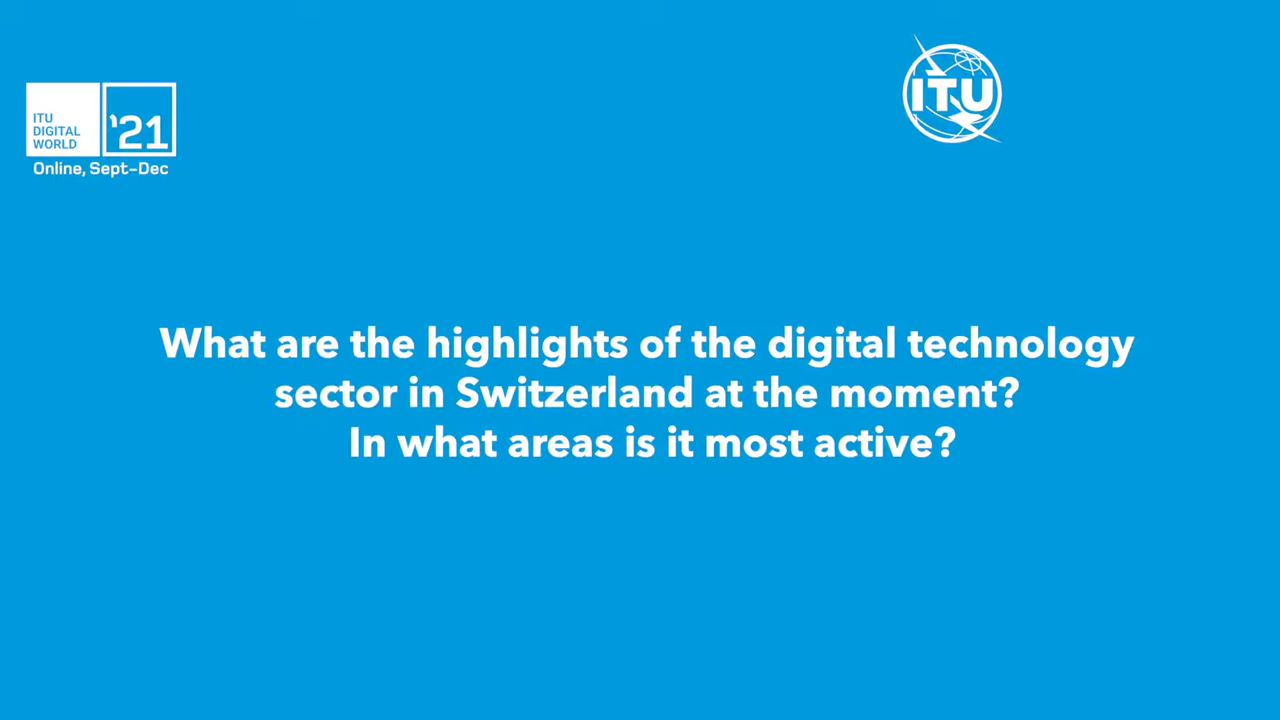 ITU
DIGITAL
WORLD
'21
Online, Sept–Dec
ITU
What are the highlights of the digital technology
sector in Switzerland at the moment?
In what areas is it most active?